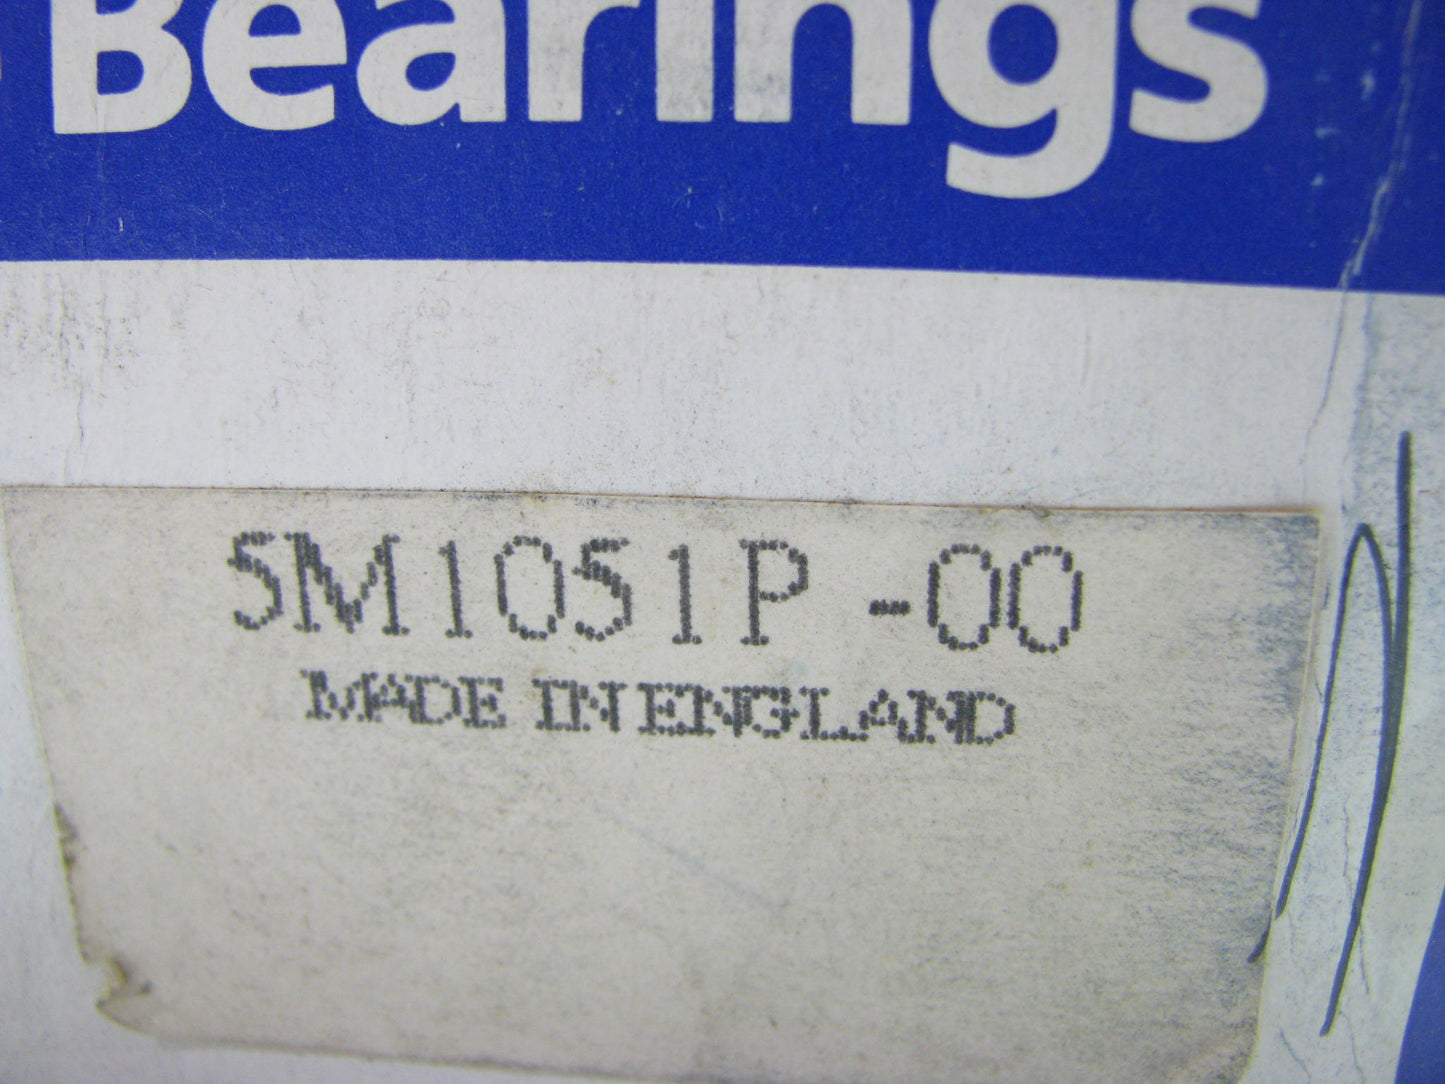 Bearings
5M1051P -00
MADE IN ENGLAND